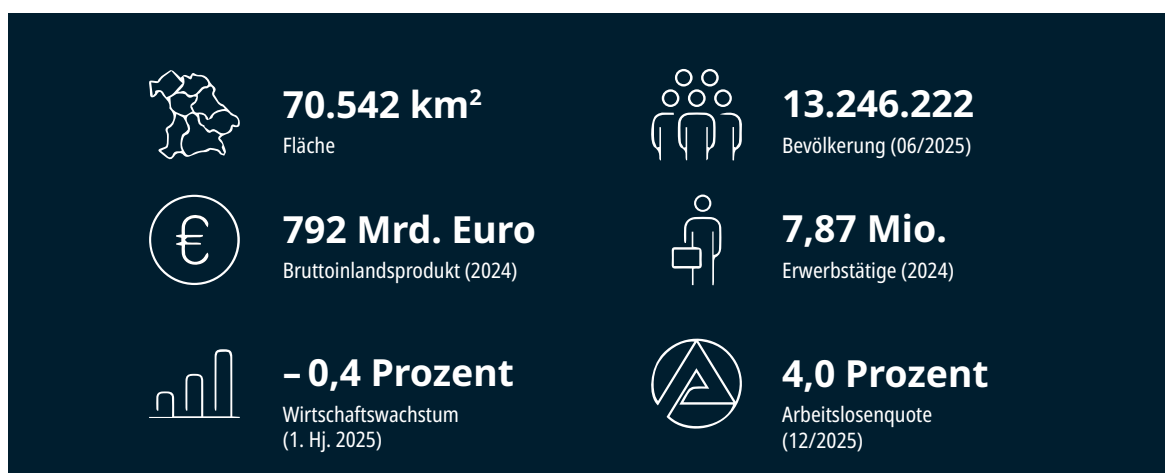 70.542 km²
Fläche
13.246.222
Bevölkerung (06/2025)
€
792 Mrd. Euro
Bruttoinlandsprodukt (2024)
7,87 Mio.
Erwerbstätige (2024)
– 0,4 Prozent
Wirtschaftswachstum
(1. Hj. 2025)
4,0 Prozent
Arbeitslosenquote
(12/2025)